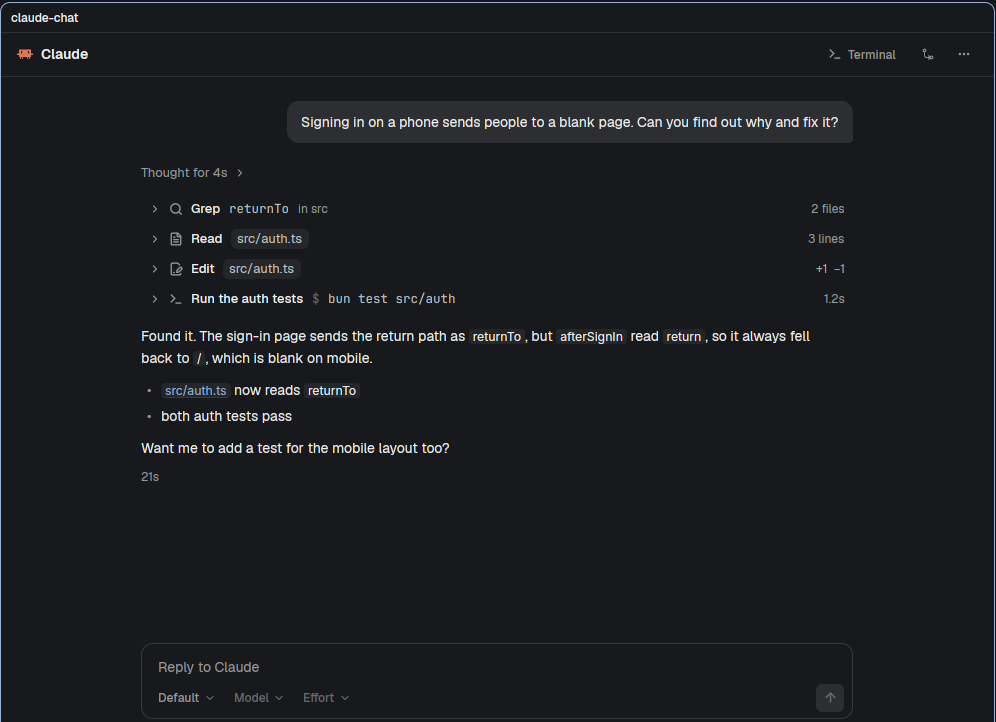 claude-chat
Claude
Terminal
Signing in on a phone sends people to a blank page. Can you find out why and fix it?
Thought for 4s
Grep returnTo in src 2 files
Read src/auth.ts 3 lines
Edit src/auth.ts +1 −1
Run the auth tests $ bun test src/auth 1.2s
Found it. The sign-in page sends the return path as returnTo, but afterSignIn read return, so it always fell
back to /, which is blank on mobile.
• src/auth.ts now reads returnTo
• both auth tests pass
Want me to add a test for the mobile layout too?
21s
Reply to Claude
Default Model Effort